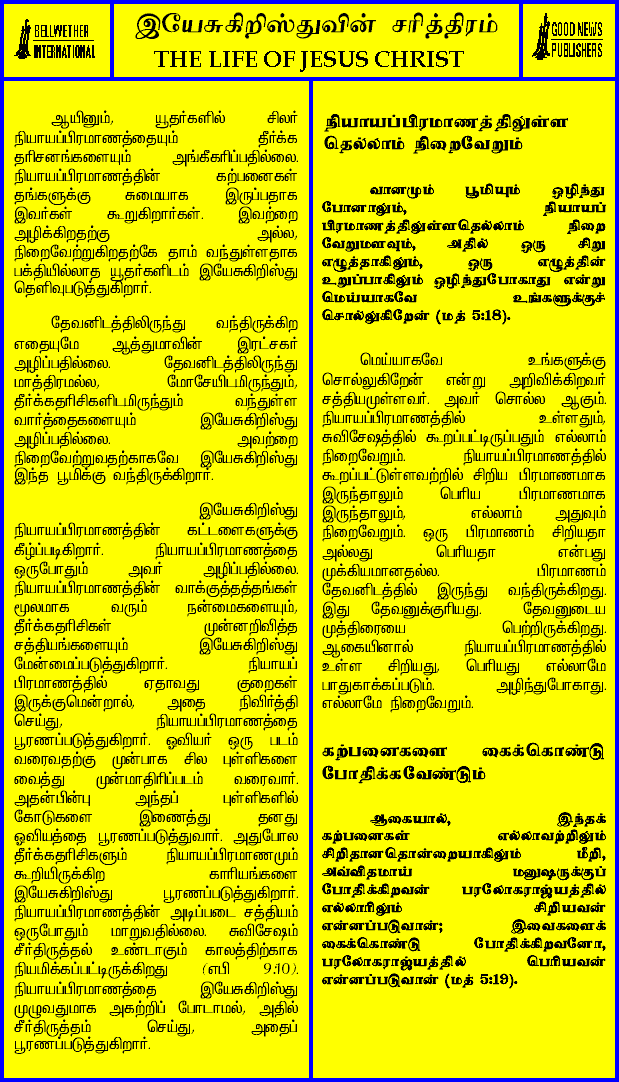 BELLWETHER
INTERNATIONAL
இயேசுகிறிஸ்துவின் சரித்திரம்
THE LIFE OF JESUS CHRIST
GOOD NEWS
PUBLISHERS
ஆயினும், யூதர்களில் சிலர்
நியாயப்பிரமாணத்தையும் தீர்க்க
தரிசனங்களையும் அங்கீகரிப்பதில்லை.
நியாயப்பிரமாணத்தின் கற்பனைகள்
தங்களுக்கு சுமையாக இருப்பதாக
இவர்கள் கூறுகிறார்கள். இவற்றை
அழிக்கிறதற்கு அல்ல,
நிறைவேற்றுகிறதற்கே தாம் வந்துள்ளதாக
பக்தியில்லாத யூதர்களிடம் இயேசுகிறிஸ்து
தெளிவுபடுத்துகிறார்.
தேவனிடத்திலிருந்து வந்திருக்கிற
எதையுமே ஆத்துமாவின் இரட்சகர்
அழிப்பதில்லை. தேவனிடத்திலிருந்து
மாத்திரமல்ல, மோசேயிடமிருந்தும்,
தீர்க்கதரிசிகளிடமிருந்தும் வந்துள்ள
வார்த்தைகளையும் இயேசுகிறிஸ்து
அழிப்பதில்லை. அவற்றை
நிறைவேற்றுவதற்காகவே இயேசுகிறிஸ்து
இந்த பூமிக்கு வந்திருக்கிறார்.
இயேசுகிறிஸ்து
நியாயப்பிரமாணத்தின் கட்டளைகளுக்கு
கீழ்ப்படிகிறார். நியாயப்பிரமாணத்தை
ஒருபோதும் அவர் அழிப்பதில்லை.
நியாயப்பிரமாணத்தின் வாக்குத்தத்தங்கள்
மூலமாக வரும் நன்மைகளையும்,
தீர்க்கதரிசிகள் முன்னறிவித்த
சத்தியங்களையும் இயேசுகிறிஸ்து
மேன்மைப்படுத்துகிறார். நியாயப்
பிரமாணத்தில் ஏதாவது குறைகள்
இருக்குமென்றால், அதை நிவிர்த்தி
செய்து, நியாயப்பிரமாணத்தை
பூரணப்படுத்துகிறார். ஓவியர் ஒரு படம்
வரைவதற்கு முன்பாக சில புள்ளிகளை
வைத்து முன்மாதிரிப்படம் வரைவார்.
அதன்பின்பு அந்தப் புள்ளிகளில்
கோடுகளை இணைத்து தனது
ஓவியத்தை பூரணப்படுத்துவார். அதுபோல
தீர்க்கதரிசிகளும் நியாயப்பிரமாணமும்
கூறியிருக்கிற காரியங்களை
இயேசுகிறிஸ்து பூரணப்படுத்துகிறார்.
நியாயப்பிரமாணத்தின் அடிப்படை சத்தியம்
ஒருபோதும் மாறுவதில்லை. சுவிசேஷம்
சீர்திருத்தல் உண்டாகும் காலத்திற்காக
நியமிக்கப்பட்டிருக்கிறது (எபி 9:10).
நியாயப்பிரமாணத்தை இயேசுகிறிஸ்து
முழுவதுமாக அகற்றிப் போடாமல், அதில்
சீர்திருத்தம் செய்து, அதைப்
பூரணப்படுத்துகிறார்.
நியாயப்பிரமாணத்திலுள்ள
தெல்லாம் நிறைவேறும்
வானமும் பூமியும் ஒழிந்து
போனாலும், நியாயப்
பிரமாணத்திலுள்ளதெல்லாம் நிறை
வேறுமளவும், அதில் ஒரு சிறு
எழுத்தாகிலும், ஒரு எழுத்தின்
உறுப்பாகிலும் ஒழிந்துபோகாது என்று
மெய்யாகவே உங்களுக்குச்
சொல்லுகிறேன் (மத் 5:18).
மெய்யாகவே உங்களுக்கு
சொல்லுகிறேன் என்று அறிவிக்கிறவர்
சத்தியமுள்ளவர். அவர் சொல்ல ஆகும்.
நியாயப்பிரமாணத்தில் உள்ளதும்,
சுவிசேஷத்தில் கூறப்பட்டிருப்பதும் எல்லாம்
நிறைவேறும். நியாயப்பிரமாணத்தில்
கூறப்பட்டுள்ளவற்றில் சிறிய பிரமாணமாக
இருந்தாலும் பெரிய பிரமாணமாக
இருந்தாலும், எல்லாம் அதுவும்
நிறைவேறும். ஒரு பிரமாணம் சிறியதா
அல்லது பெரியதா என்பது
முக்கியமானதல்ல. பிரமாணம்
தேவனிடத்தில் இருந்து வந்திருக்கிறது.
இது தேவனுக்குரியது. தேவனுடைய
முத்திரையை பெற்றிருக்கிறது.
ஆகையினால் நியாயப்பிரமாணத்தில்
உள்ள சிறியது, பெரியது எல்லாமே
பாதுகாக்கப்படும். அழிந்துபோகாது.
எல்லாமே நிறைவேறும்.
கற்பனைகளை கைக்கொண்டு
போதிக்கவேண்டும்
ஆகையால், இந்தக்
கற்பனைகள் எல்லாவற்றிலும்
சிறிதானதொன்றையாகிலும் மீறி,
அவ்விதமாய் மனுஷருக்குப்
போதிக்கிறவன் பரலோகராஜ்யத்தில்
எல்லாரிலும் சிறியவன்
என்னப்படுவான்; இவைகளைக்
கைக்கொண்டு போதிக்கிறவனோ,
பரலோகராஜ்யத்தில் பெரியவன்
என்னப்படுவான் (மத் 5:19).